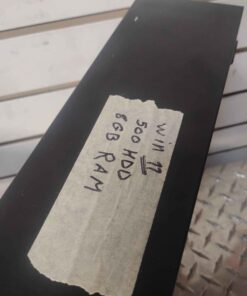 Win 11
500 HDD
8GB RAM